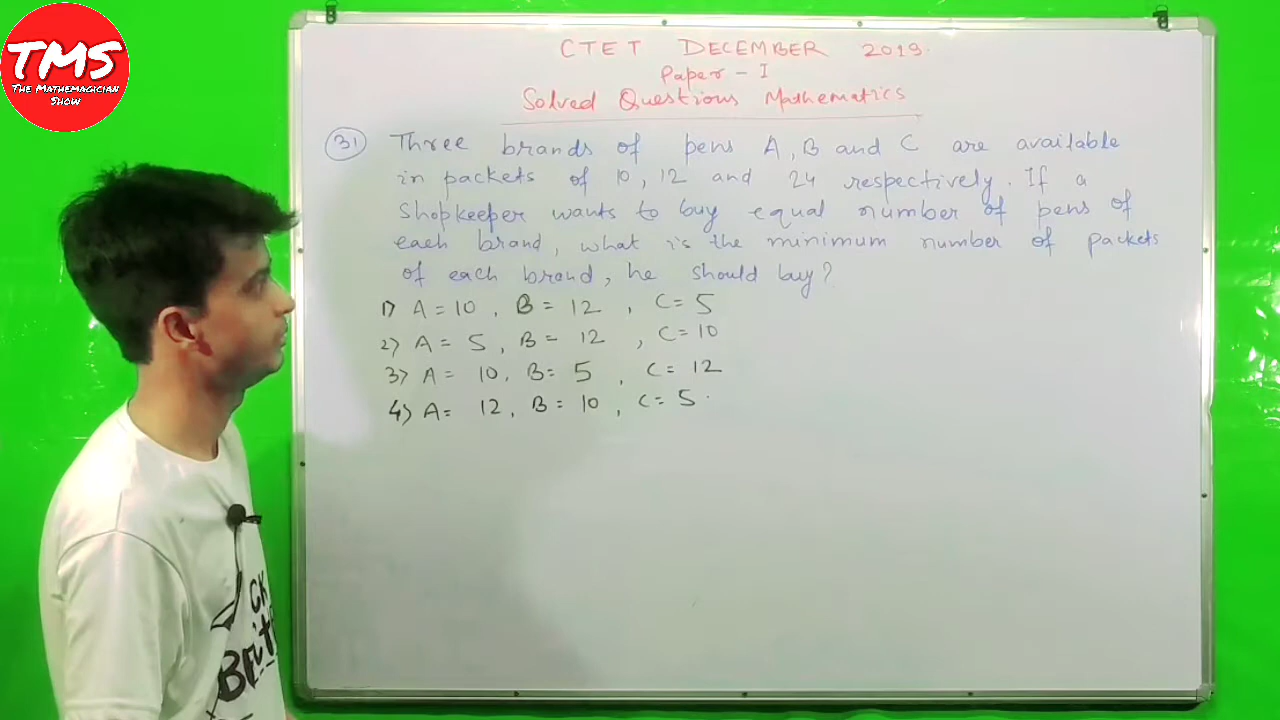 TMS
The Mathemagician
Show
CTET DECEMBER 2019.
Paper - I
Solved Questions Mathematics
31 Three brands of pens A, B and C are available
in packets of 10, 12 and 24 respectively. If a
Shopkeeper wants to buy equal number of pens of
each brand, what is the minimum number of packets
of each brand, he should buy?
1) A = 10, B = 12, C = 5
2) A = 5, B = 12, C = 10
3) A = 10, B = 5, C = 12
4) A = 12, B = 10, C = 5.